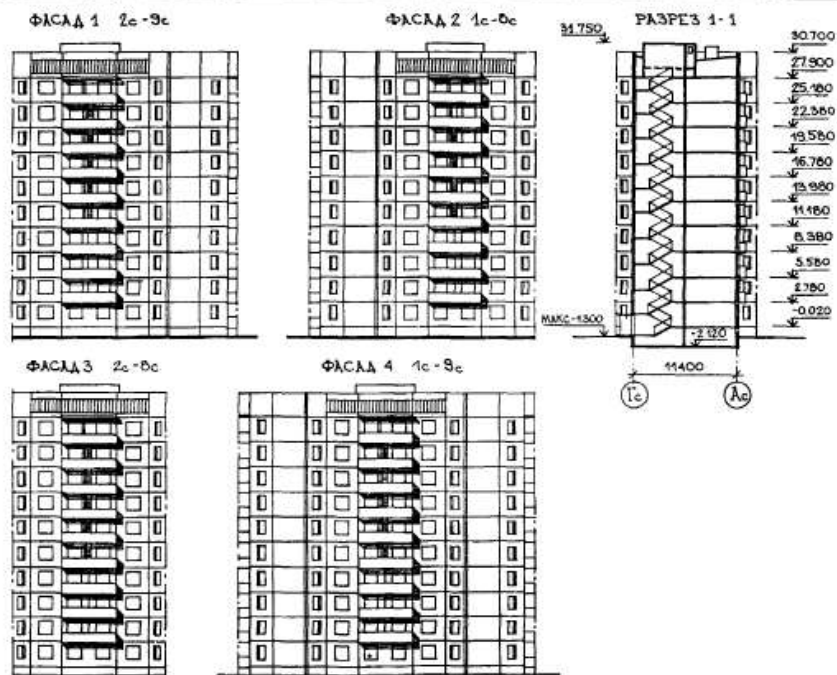 ФАСАД 1 2с-9с
ФАСАД 2 1с-8с
РАЗРЕЗ 1-1
31.750
30.700
27.900
25.180
22.380
19.580
16.780
13.980
11.180
8.380
5.580
2.780
-0.020
МАКС-1.300
-2.120
11400
Гс
Ас
ФАСАД 3 2с-8с
ФАСАД 4 1с-9с